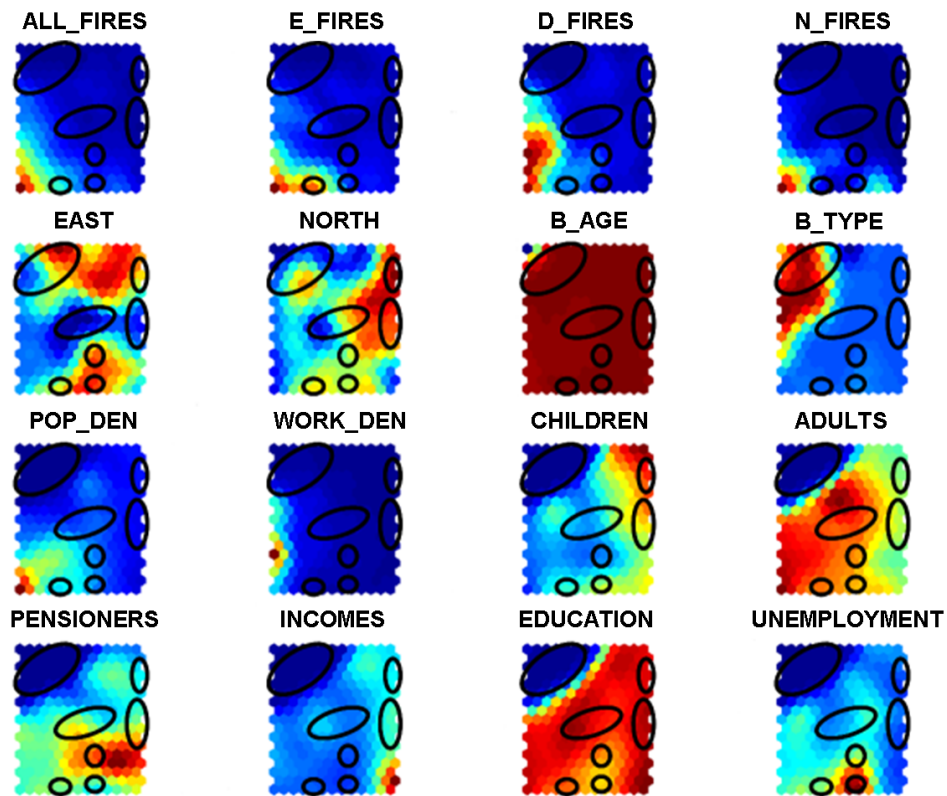 ALL_FIRES E_FIRES D_FIRES N_FIRES
EAST NORTH B_AGE B_TYPE
POP_DEN WORK_DEN CHILDREN ADULTS
PENSIONERS INCOMES EDUCATION UNEMPLOYMENT